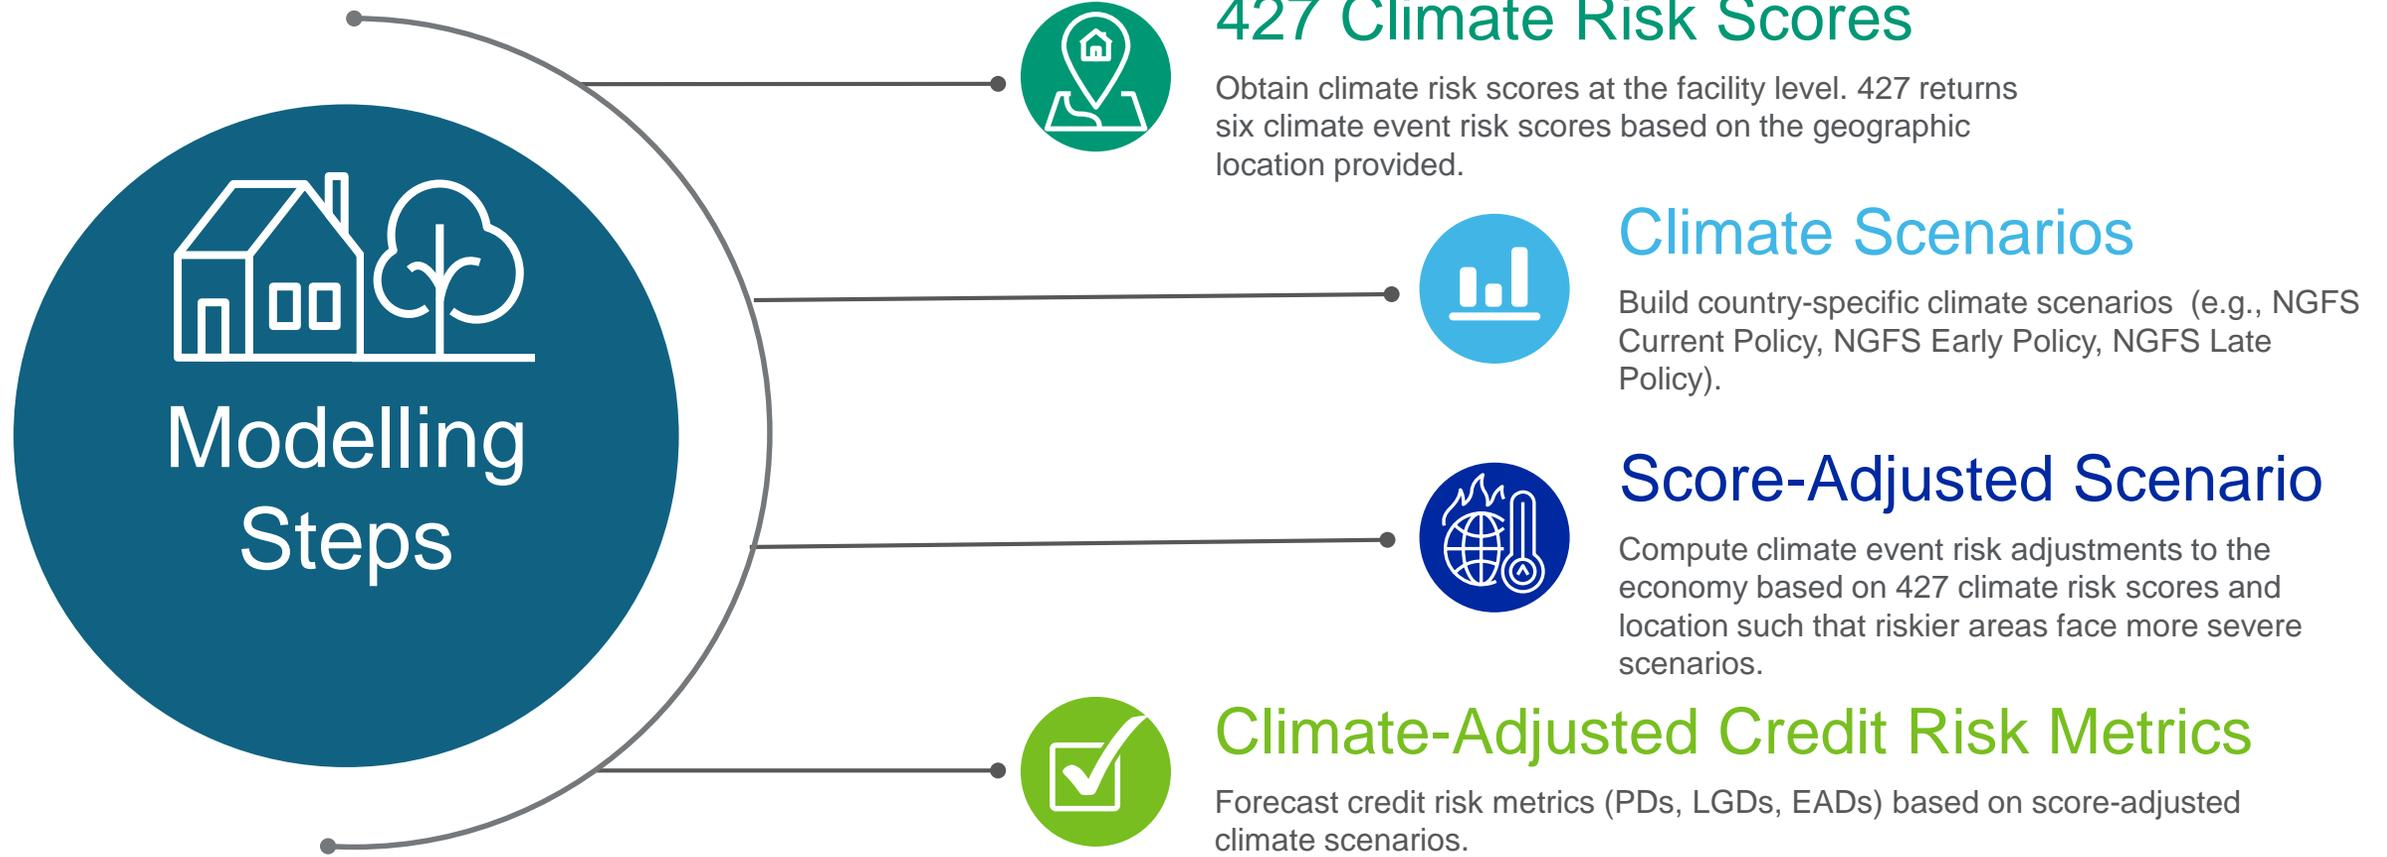 427 Climate Risk Scores
Obtain climate risk scores at the facility level. 427 returns
six climate event risk scores based on the geographic
location provided.
Climate Scenarios
Build country-specific climate scenarios  (e.g., NGFS
Current Policy, NGFS Early Policy, NGFS Late
Policy).
Modelling
Steps
Score-Adjusted Scenario
Compute climate event risk adjustments to the
economy based on 427 climate risk scores and
location such that riskier areas face more severe
scenarios.
Climate-Adjusted Credit Risk Metrics
Forecast credit risk metrics (PDs, LGDs, EADs) based on score-adjusted
climate scenarios.